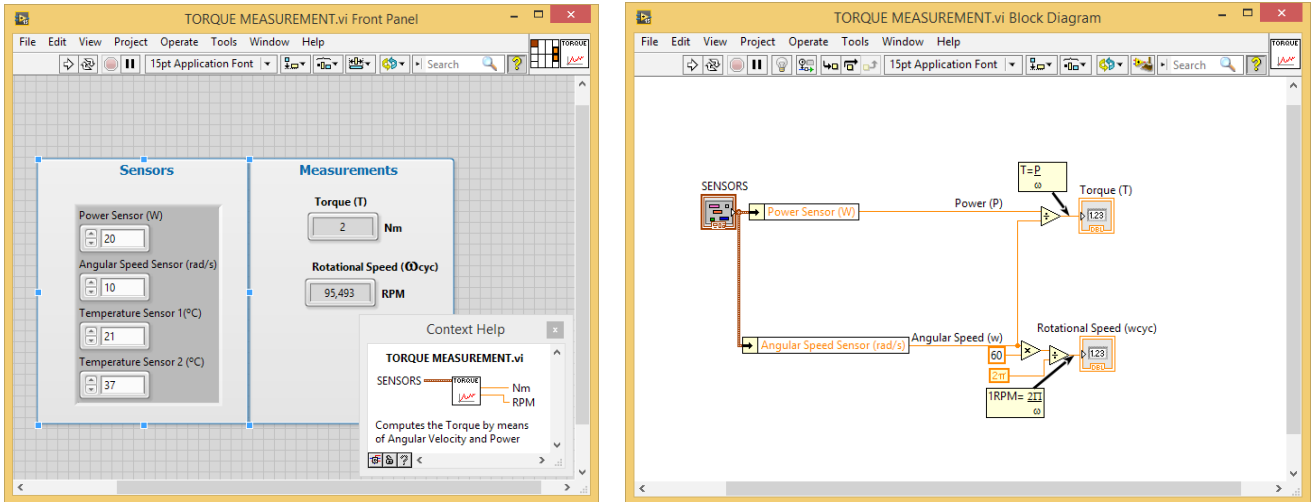 TORQUE MEASUREMENT.vi Front Panel
File Edit View Project Operate Tools Window Help
TORQUE
15pt Application Font
Search
Sensors
Power Sensor (W)
20
Angular Speed Sensor (rad/s)
10
Temperature Sensor 1(ºC)
21
Temperature Sensor 2 (ºC)
37
Measurements
Torque (T)
2 Nm
Rotational Speed (ωcyc)
95,493 RPM
Context Help
TORQUE MEASUREMENT.vi
SENSORS
TORQUE
Nm
RPM
Computes the Torque by means
of Angular Velocity and Power
TORQUE MEASUREMENT.vi Block Diagram
File Edit View Project Operate Tools Window Help
TORQUE
15pt Application Font
Search
SENSORS
Power Sensor (W)
Power (P)
T=P
ω
Torque (T)
1.23
DBL
Angular Speed Sensor (rad/s)
Angular Speed (w)
60
2π
Rotational Speed (wcyc)
1.23
DBL
1RPM= 2Π
ω